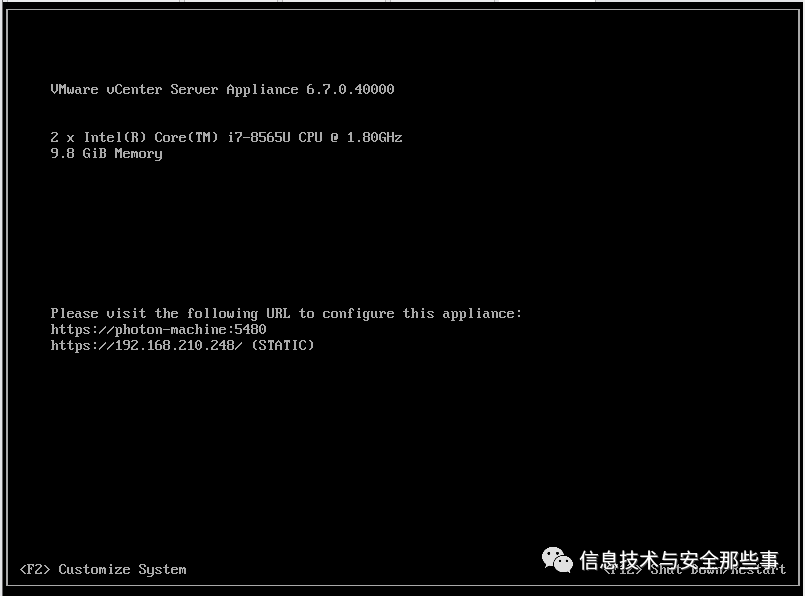 VMware vCenter Server Appliance 6.7.0.40000
2 x Intel(R) Core(TM) i7-8565U CPU @ 1.80GHz
9.8 GiB Memory
Please visit the following URL to configure this appliance:
https://photon-machine:5480
https://192.168.210.248/ (STATIC)
<F2> Customize System
信息技术与安全那些事
<F12> Shut Down/Restart